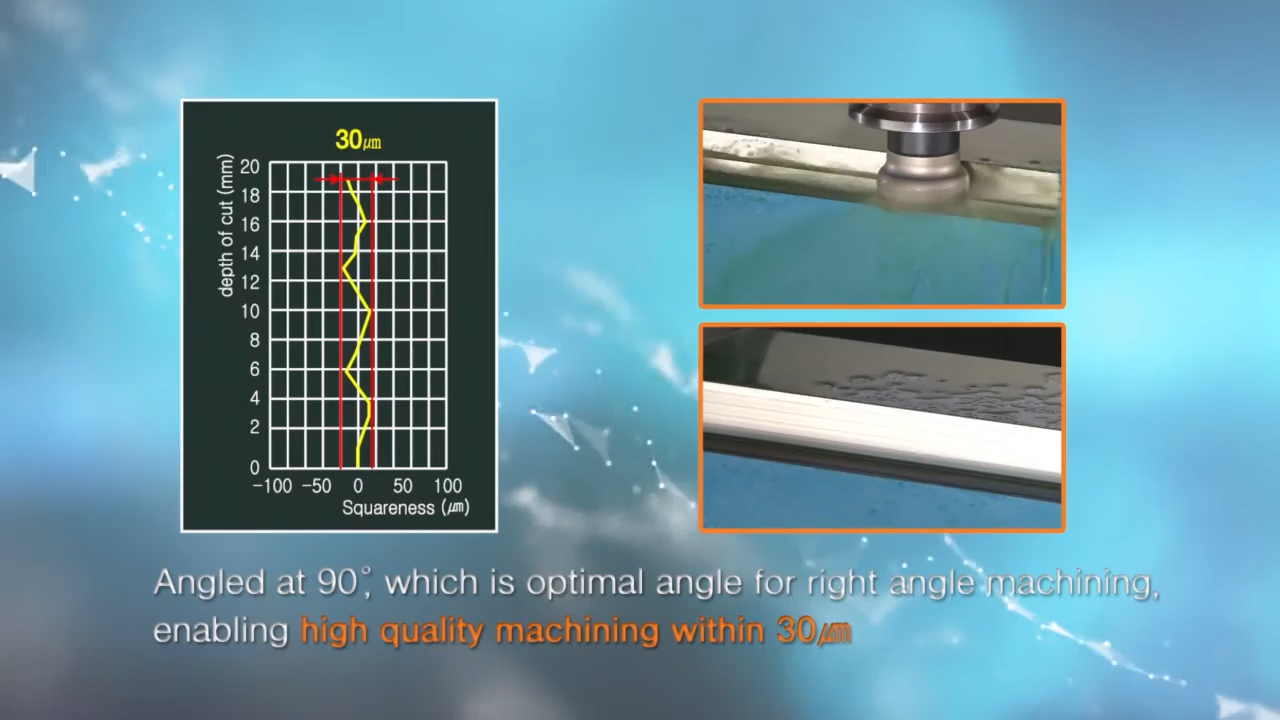 30㎛
depth of cut (mm)
20
18
16
14
12
10
8
6
4
2
0
-100 -50 0 50 100
Squareness (㎛)
Angled at 90°, which is optimal angle for right angle machining,
enabling high quality machining within 30㎛